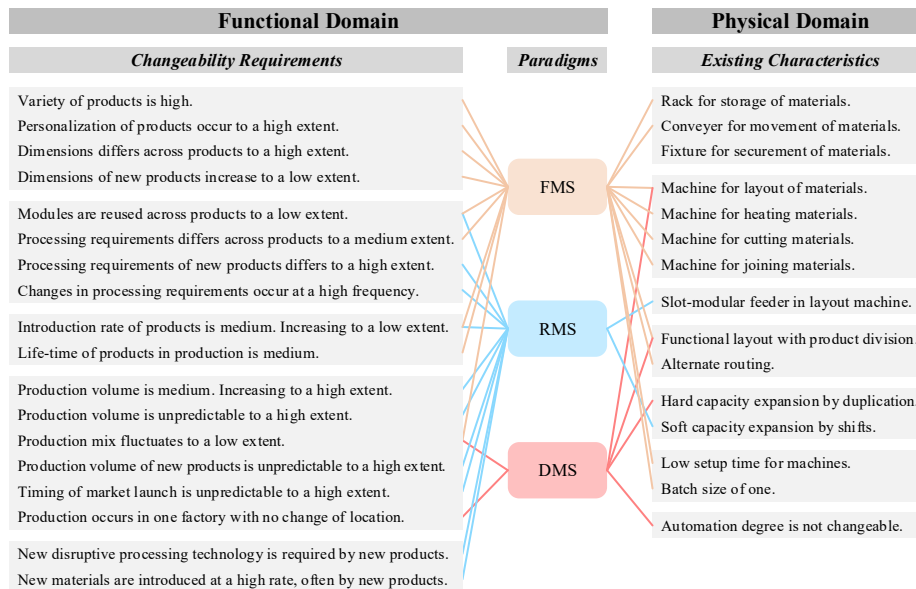 Functional Domain
Physical Domain
Changeability Requirements
Paradigms
Existing Characteristics
Variety of products is high.
Personalization of products occur to a high extent.
Dimensions differs across products to a high extent.
Dimensions of new products increase to a low extent.
Modules are reused across products to a low extent.
Processing requirements differs across products to a medium extent.
Processing requirements of new products differs to a high extent.
Changes in processing requirements occur at a high frequency.
Introduction rate of products is medium. Increasing to a low extent.
Life-time of products in production is medium.
Production volume is medium. Increasing to a high extent.
Production volume is unpredictable to a high extent.
Production mix fluctuates to a low extent.
Production volume of new products is unpredictable to a high extent.
Timing of market launch is unpredictable to a high extent.
Production occurs in one factory with no change of location.
New disruptive processing technology is required by new products.
New materials are introduced at a high rate, often by new products.
FMS
RMS
DMS
Rack for storage of materials.
Conveyer for movement of materials.
Fixture for securement of materials.
Machine for layout of materials.
Machine for heating materials.
Machine for cutting materials.
Machine for joining materials.
Slot-modular feeder in layout machine.
Functional layout with product division.
Alternate routing.
Hard capacity expansion by duplication.
Soft capacity expansion by shifts.
Low setup time for machines.
Batch size of one.
Automation degree is not changeable.